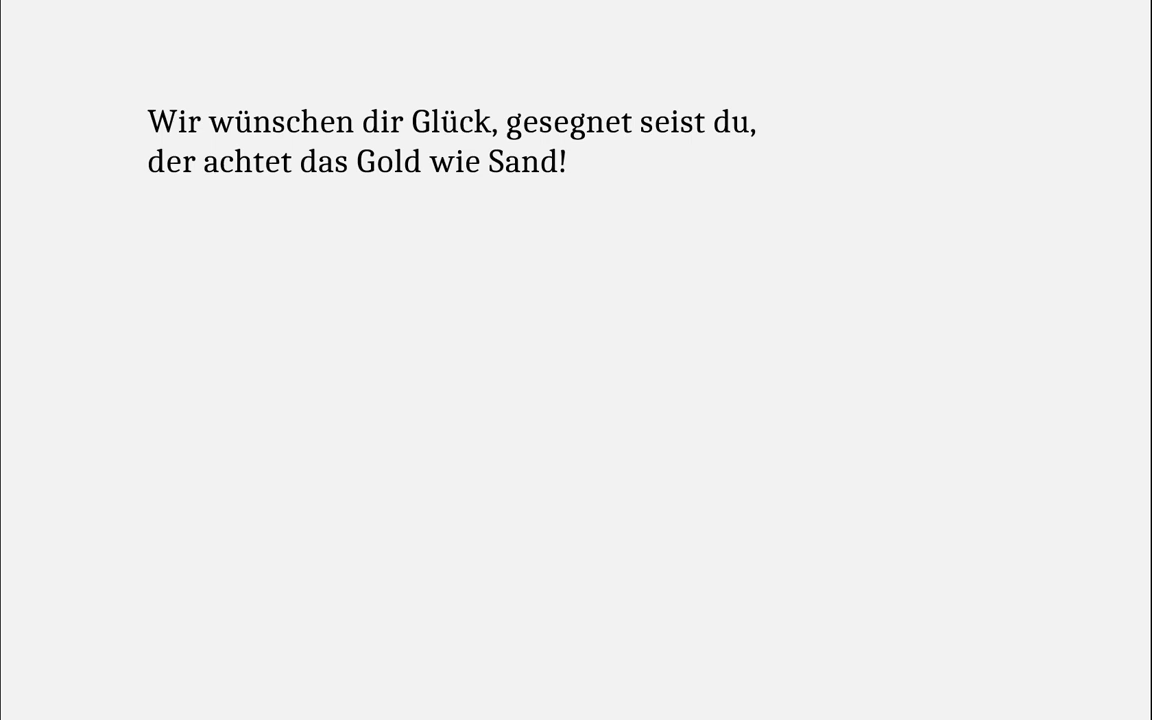 Wir wünschen dir Glück, gesegnet seist du,
der achtet das Gold wie Sand!